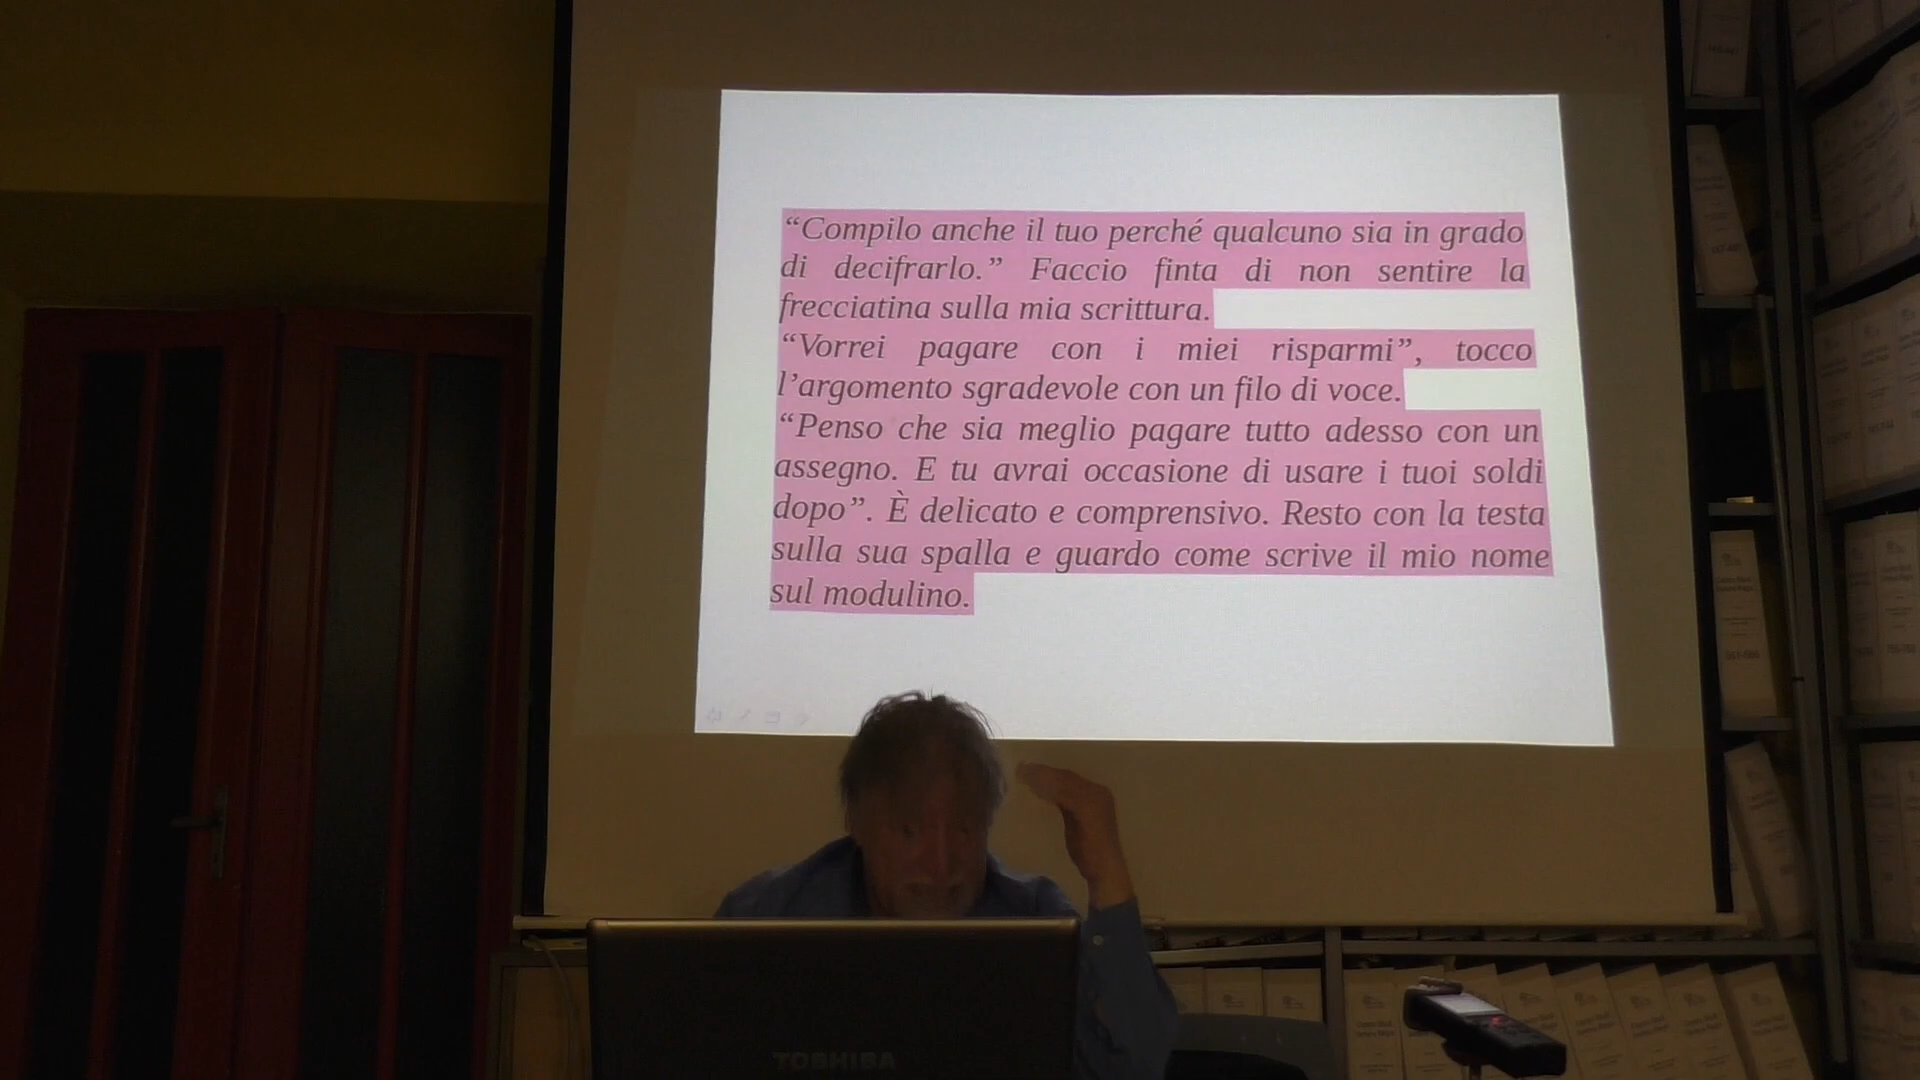 “Compilo anche il tuo perché qualcuno sia in grado
di decifrarlo.” Faccio finta di non sentire la
frecciatina sulla mia scrittura.
“Vorrei pagare con i miei risparmi”, tocco
l’argomento sgradevole con un filo di voce.
“Penso che sia meglio pagare tutto adesso con un
assegno. E tu avrai occasione di usare i tuoi soldi
dopo”. È delicato e comprensivo. Resto con la testa
sulla sua spalla e guardo come scrive il mio nome
sul modulino.
TOSHIBA